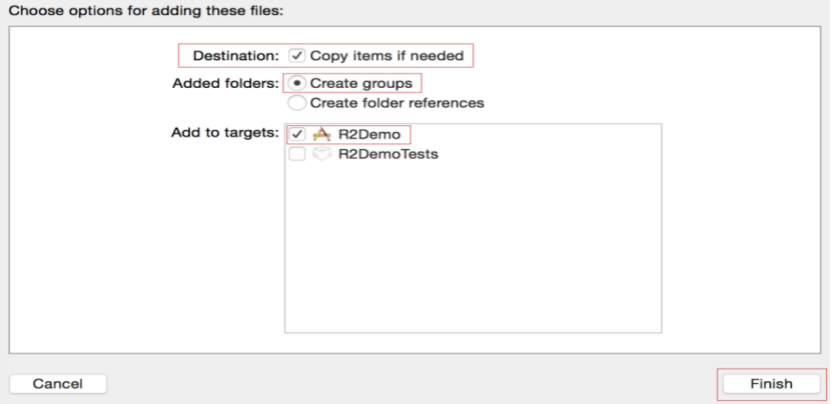 Choose options for adding these files:
Destination: Copy items if needed
Added folders: Create groups
Create folder references
Add to targets: R2Demo
R2DemoTests
Cancel Finish